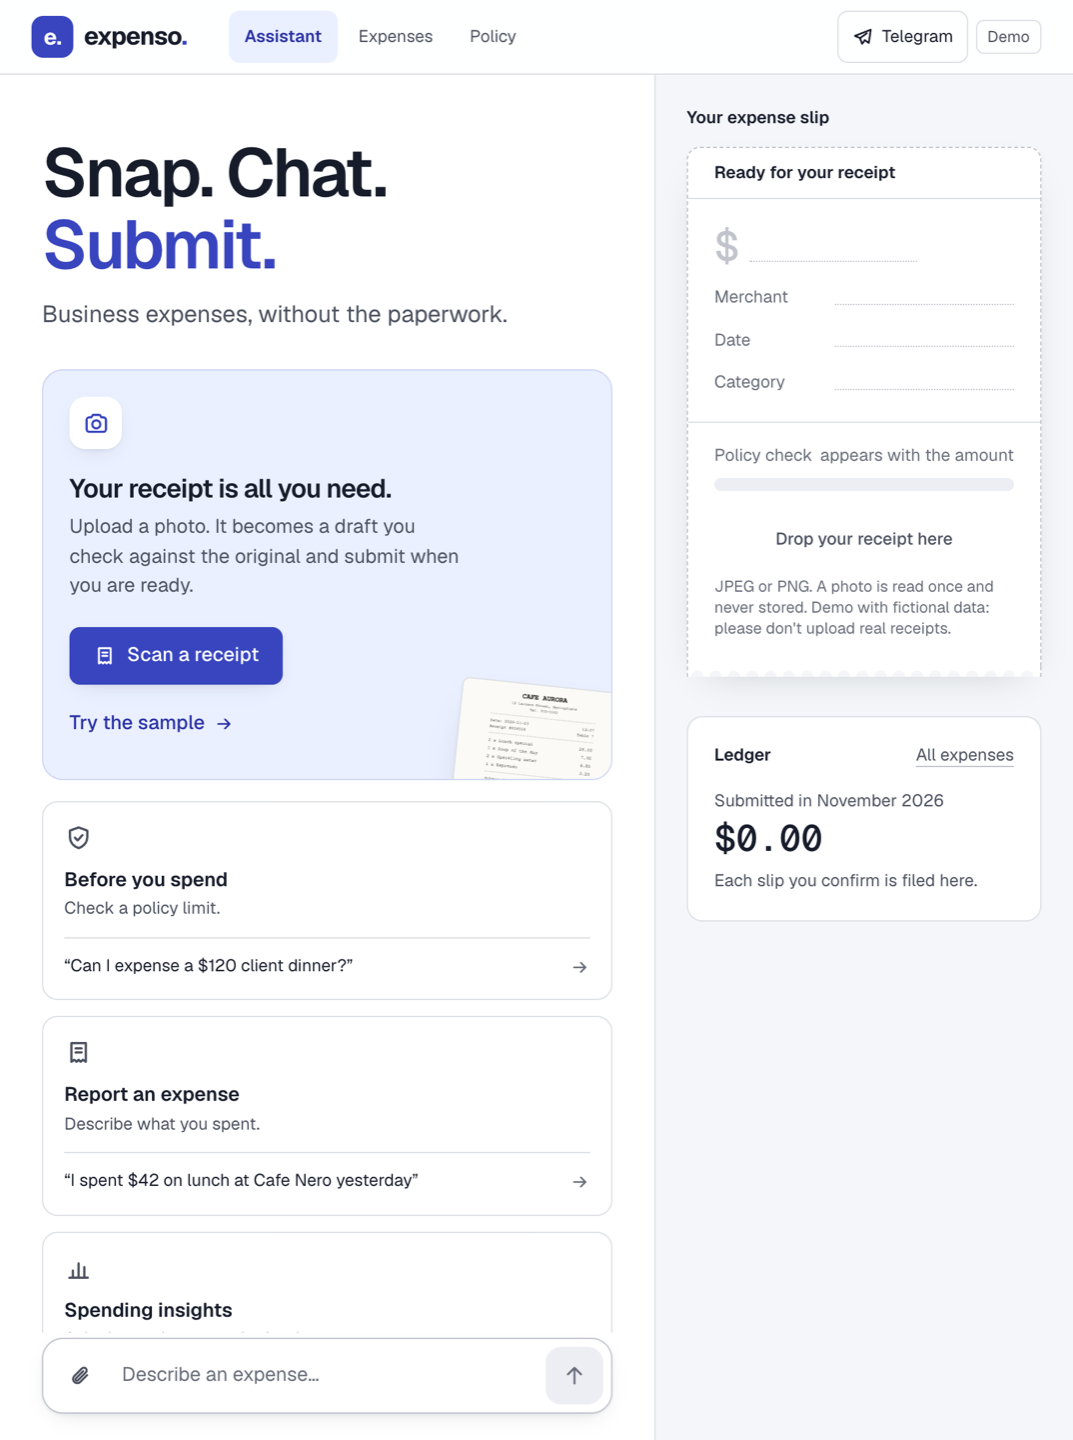 e. expenso.
Assistant
Expenses
Policy
Telegram
Demo
Snap. Chat.
Submit.
Business expenses, without the paperwork.
Your receipt is all you need.
Upload a photo. It becomes a draft you
check against the original and submit when
you are ready.
Scan a receipt
Try the sample →
CAFE AURORA
Before you spend
Check a policy limit.
“Can I expense a $120 client dinner?” →
Report an expense
Describe what you spent.
“I spent $42 on lunch at Cafe Nero yesterday” →
Spending insights
Describe an expense...
Your expense slip
Ready for your receipt
$
Merchant
Date
Category
Policy check appears with the amount
Drop your receipt here
JPEG or PNG. A photo is read once and
never stored. Demo with fictional data:
please don't upload real receipts.
Ledger
All expenses
Submitted in November 2026
$0.00
Each slip you confirm is filed here.